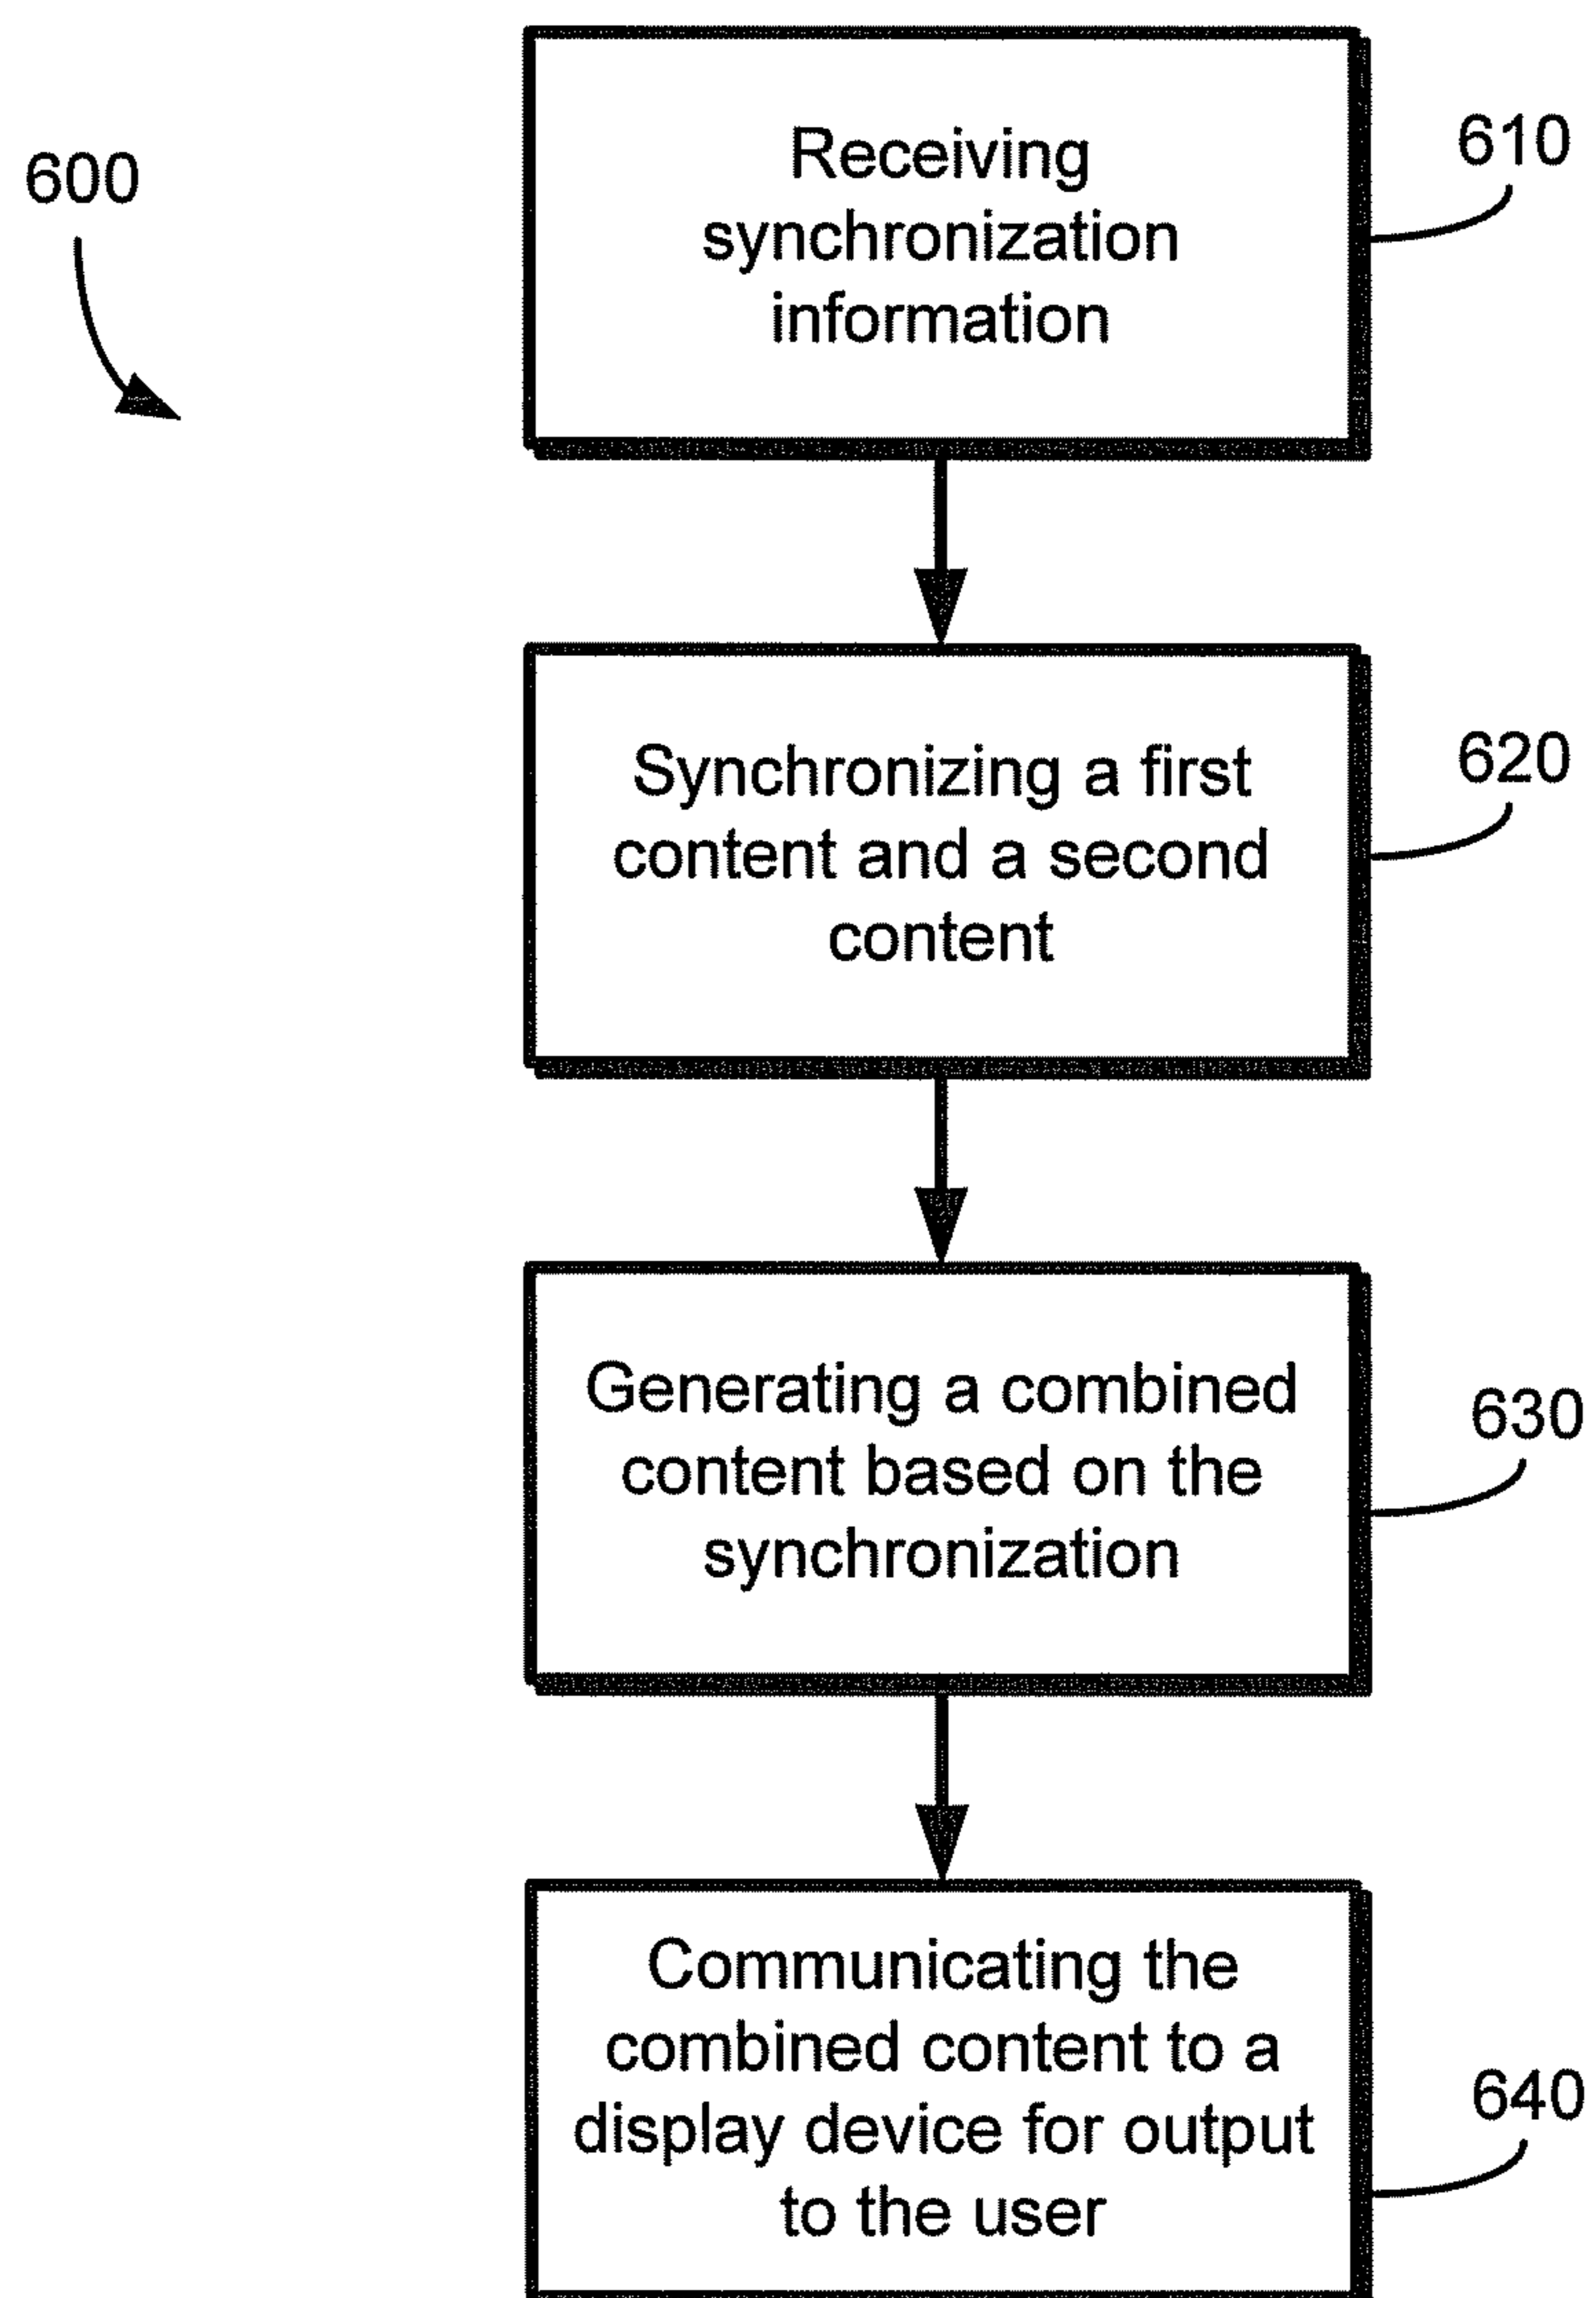 600
Receiving
synchronization
information
610
Synchronizing a first
content and a second
content
620
Generating a combined
content based on the
synchronization
630
Communicating the
combined content to a
display device for output
to the user
640